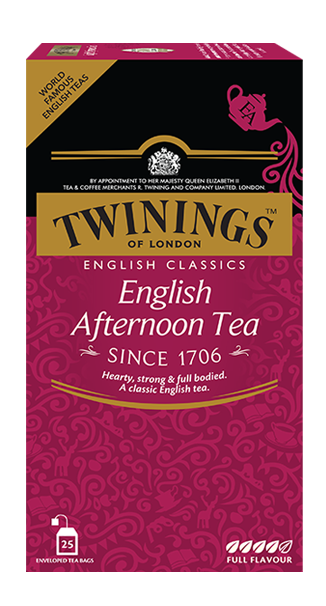 WORLD
FAMOUS
ENGLISH TEAS
EA
BY APPOINTMENT TO HER MAJESTY QUEEN ELIZABETH II
TEA & COFFEE MERCHANTS R. TWINING AND COMPANY LIMITED. LONDON.
TWININGS™
OF LONDON
ENGLISH CLASSICS
English
Afternoon Tea
SINCE 1706
Hearty, strong & full bodied.
A classic English tea.
25
ENVELOPED TEA BAGS
FULL FLAVOUR